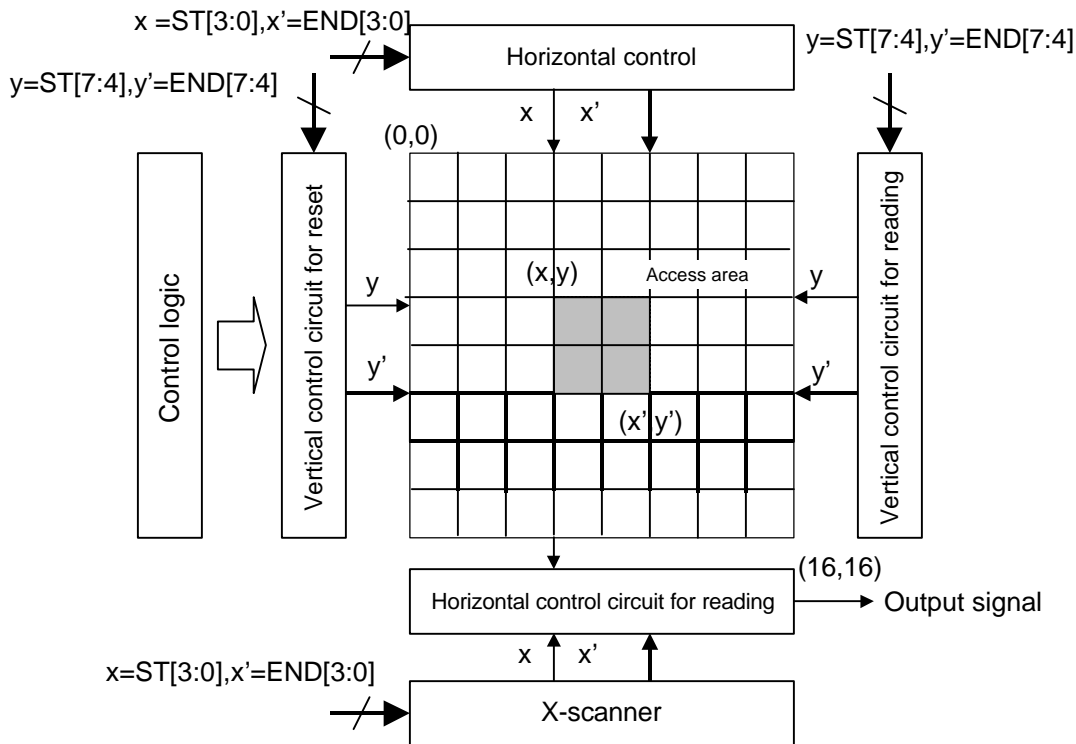 x =ST[3:0],x’=END[3:0]
Horizontal control
y=ST[7:4],y’=END[7:4]
y=ST[7:4],y’=END[7:4]
x
x’
(0,0)
Control logic
Vertical control circuit for reset
Vertical control circuit for reading
(x,y)
Access area
y
y
y’
y’
(x’ y’)
(16,16)
Horizontal control circuit for reading
Output signal
x
x’
x=ST[3:0],x’=END[3:0]
X-scanner